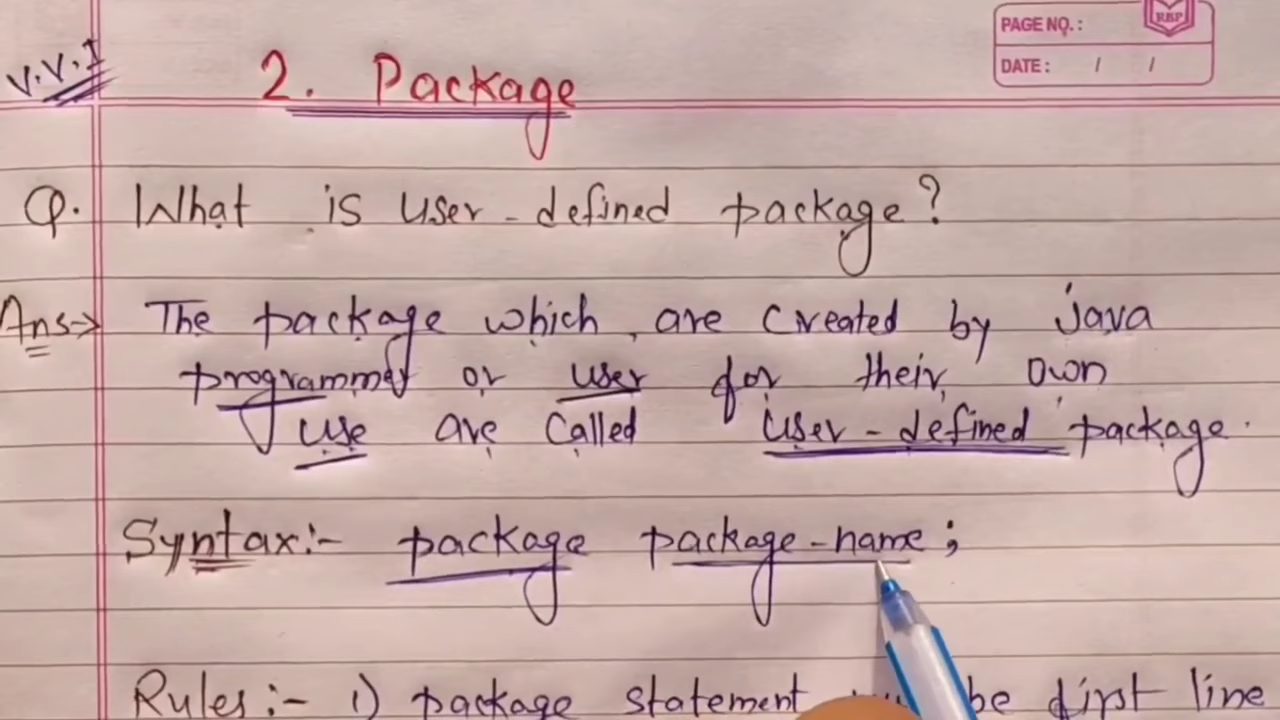 PAGE NO.:
RBP
DATE: / /
V.V.I
2. Package
Q. What is user-defined package?
Ans→ The package which are created by java
programmer or user for their own
use are called user-defined package.
Syntax:- package package-name;
Rules:- 1) package statement be first line